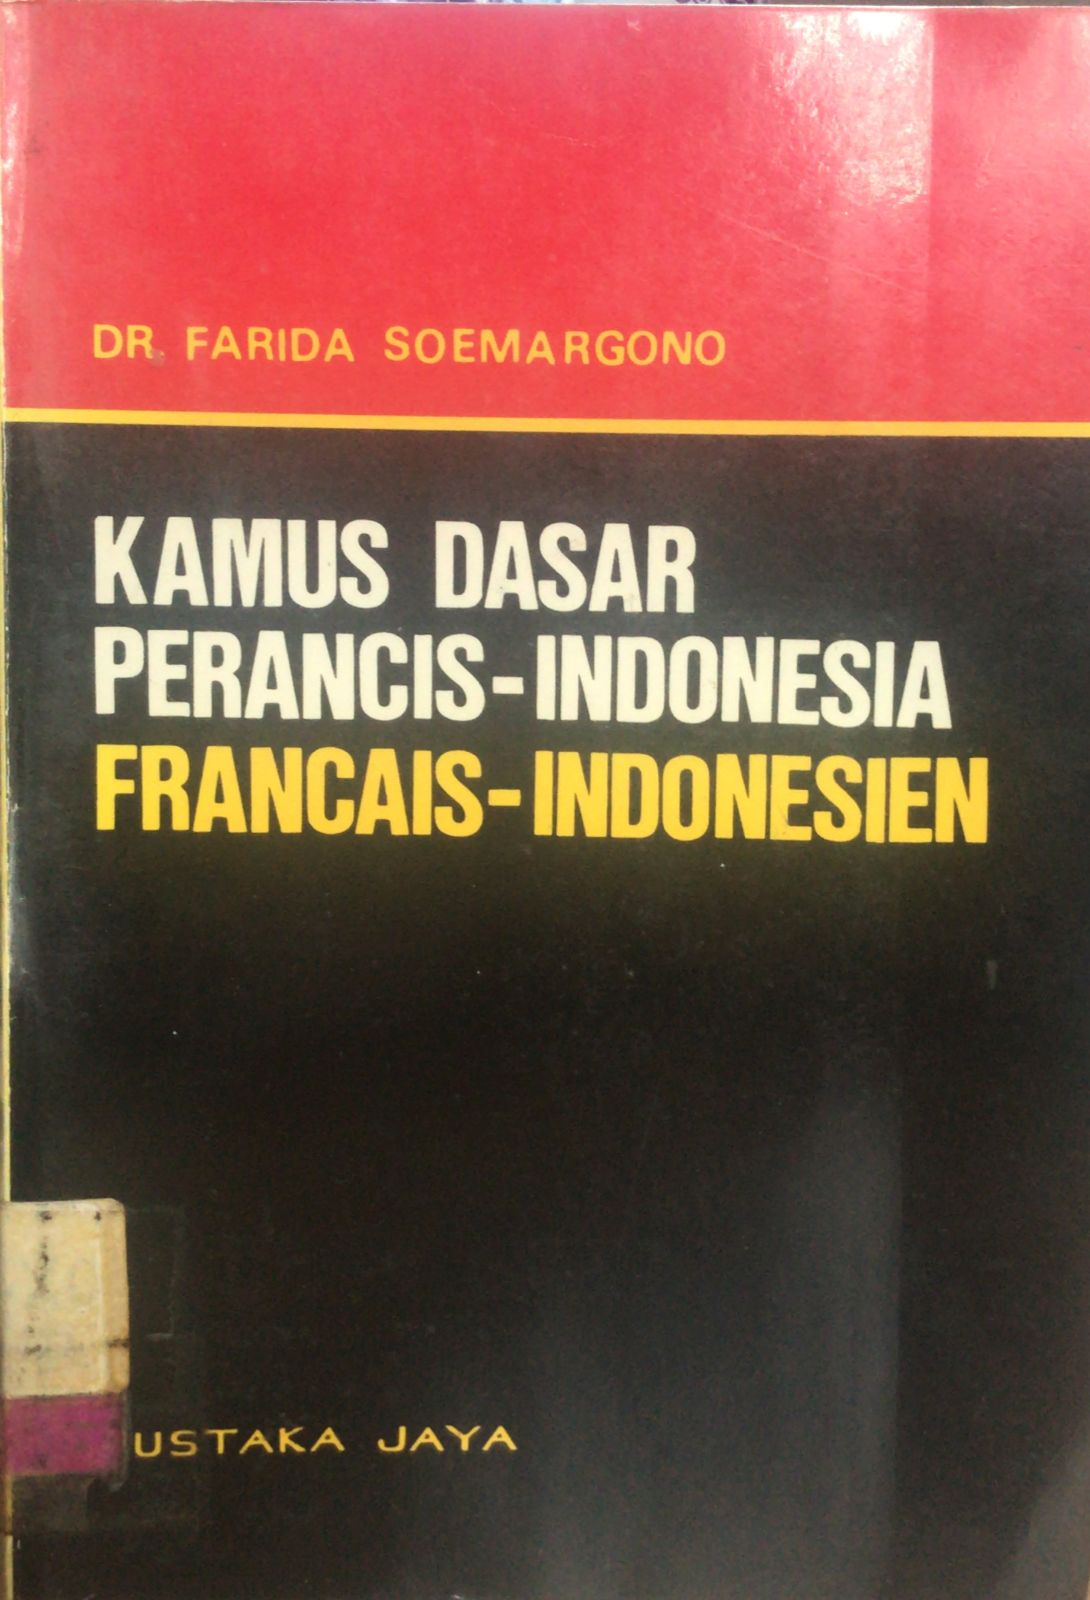 DR. FARIDA SOEMARGONO
KAMUS DASAR
PERANCIS-INDONESIA
FRANCAIS-INDONESIEN
USTAKA JAYA